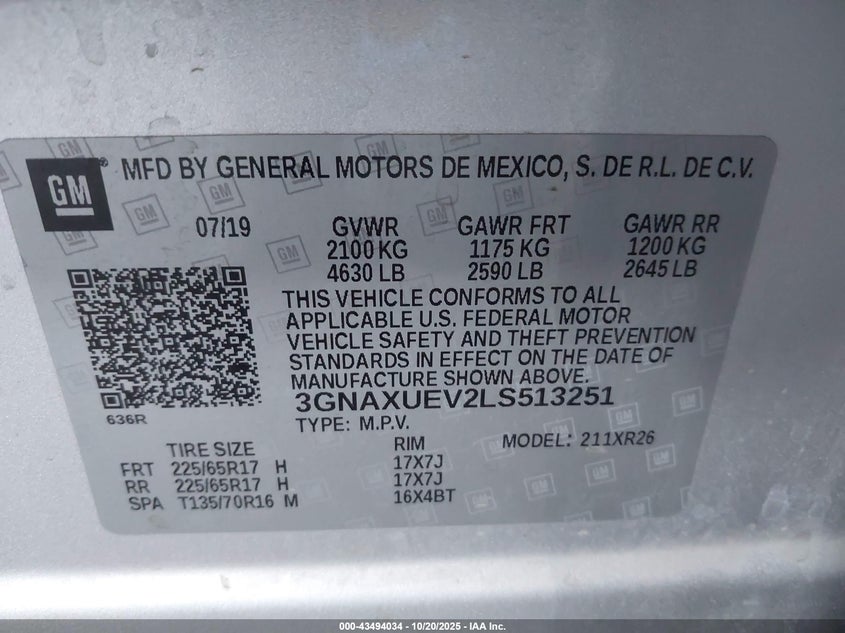 GM
MFD BY GENERAL MOTORS DE MEXICO, S. DE R.L. DE C.V.
07/19 GVWR GAWR FRT GAWR RR
2100 KG 1175 KG 1200 KG
4630 LB 2590 LB 2645 LB
THIS VEHICLE CONFORMS TO ALL
APPLICABLE U.S. FEDERAL MOTOR
VEHICLE SAFETY AND THEFT PREVENTION
STANDARDS IN EFFECT ON THE DATE OF
MANUFACTURE SHOWN ABOVE.
3GNAXUEV2LS513251
636R
TYPE: M.P.V.
MODEL: 211XR26
TIRE SIZE RIM
FRT 225/65R17 H 17X7J
RR 225/65R17 H 17X7J
SPA T135/70R16 M 16X4BT
000-43494034 - 10/20/2025 - IAA Inc.